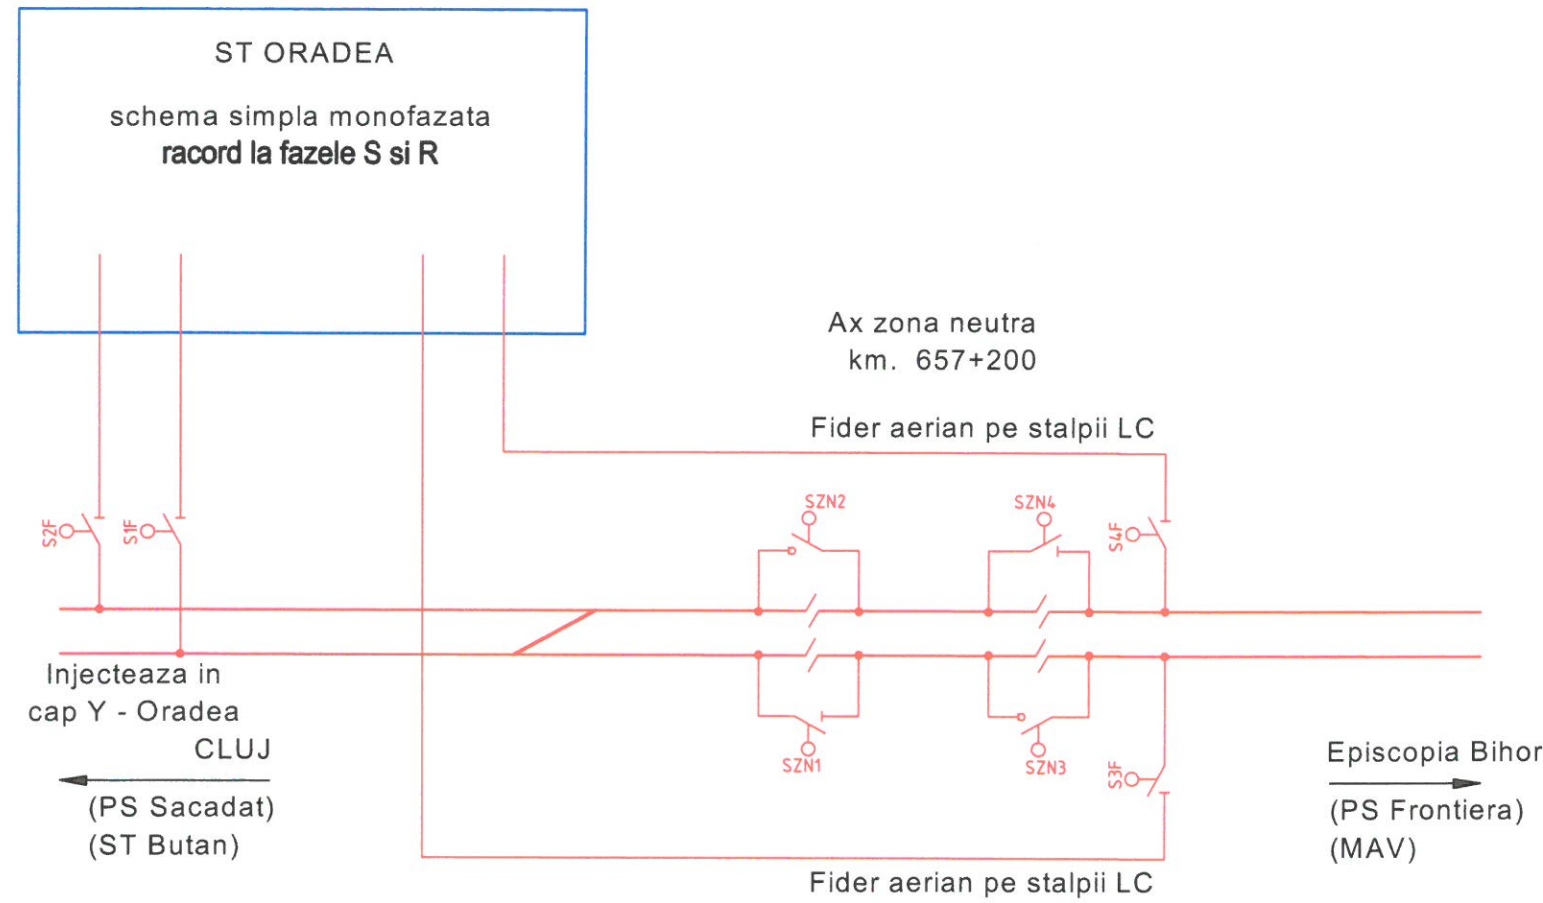 ST ORADEA
schema simpla monofazata
racord la fazele S si R
Ax zona neutra
km. 657+200
Fider aerian pe stalpii LC
SZN2
SZN4
S2F
S1F
S4F
Injecteaza in
cap Y - Oradea
CLUJ
(PS Sacadat)
(ST Butan)
SZN1
SZN3
S3F
Episcopia Bihor
(PS Frontiera)
(MAV)
Fider aerian pe stalpii LC